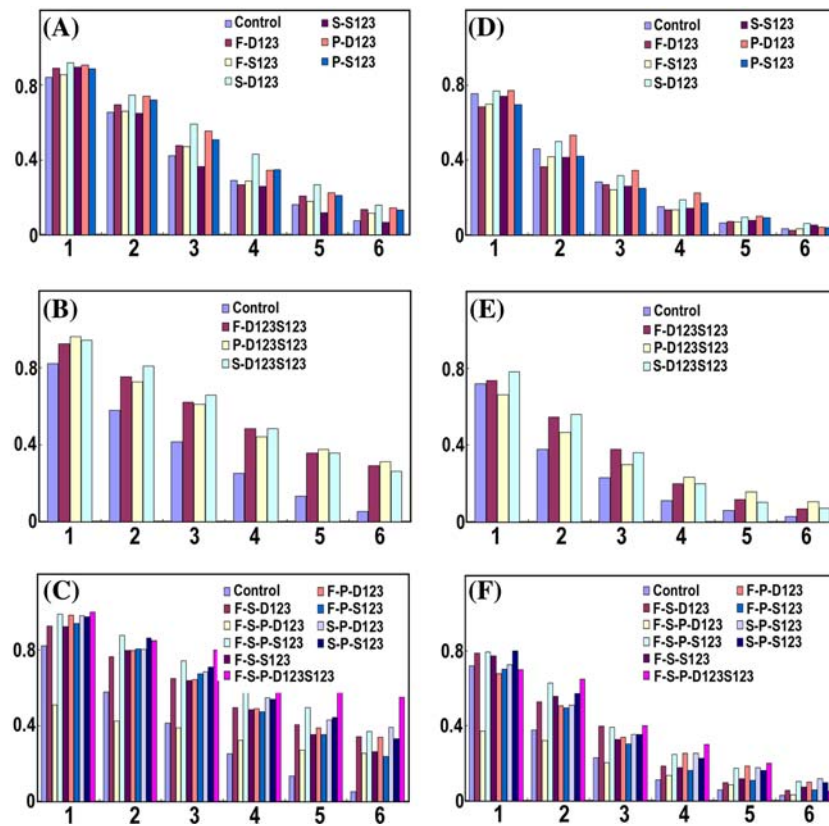 (A)
Control S-S123
F-D123 P-D123
F-S123 P-S123
S-D123
0.8
0.4
0
1 2 3 4 5 6
(D)
Control S-S123
F-D123 P-D123
F-S123 P-S123
S-D123
0.8
0.4
0
1 2 3 4 5 6
(B)
Control
F-D123S123
P-D123S123
S-D123S123
0.8
0.4
0
1 2 3 4 5 6
(E)
Control
F-D123S123
P-D123S123
S-D123S123
0.8
0.4
0
1 2 3 4 5 6
(C)
Control F-P-D123
F-S-D123 F-P-S123
F-S-P-D123 S-P-D123
F-S-P-S123 S-P-S123
F-S-S123
F-S-P-D123S123
0.8
0.4
0
1 2 3 4 5 6
(F)
Control F-P-D123
F-S-D123 F-P-S123
F-S-P-D123 S-P-D123
F-S-P-S123 S-P-S123
F-S-S123
F-S-P-D123S123
0.8
0.4
0
1 2 3 4 5 6